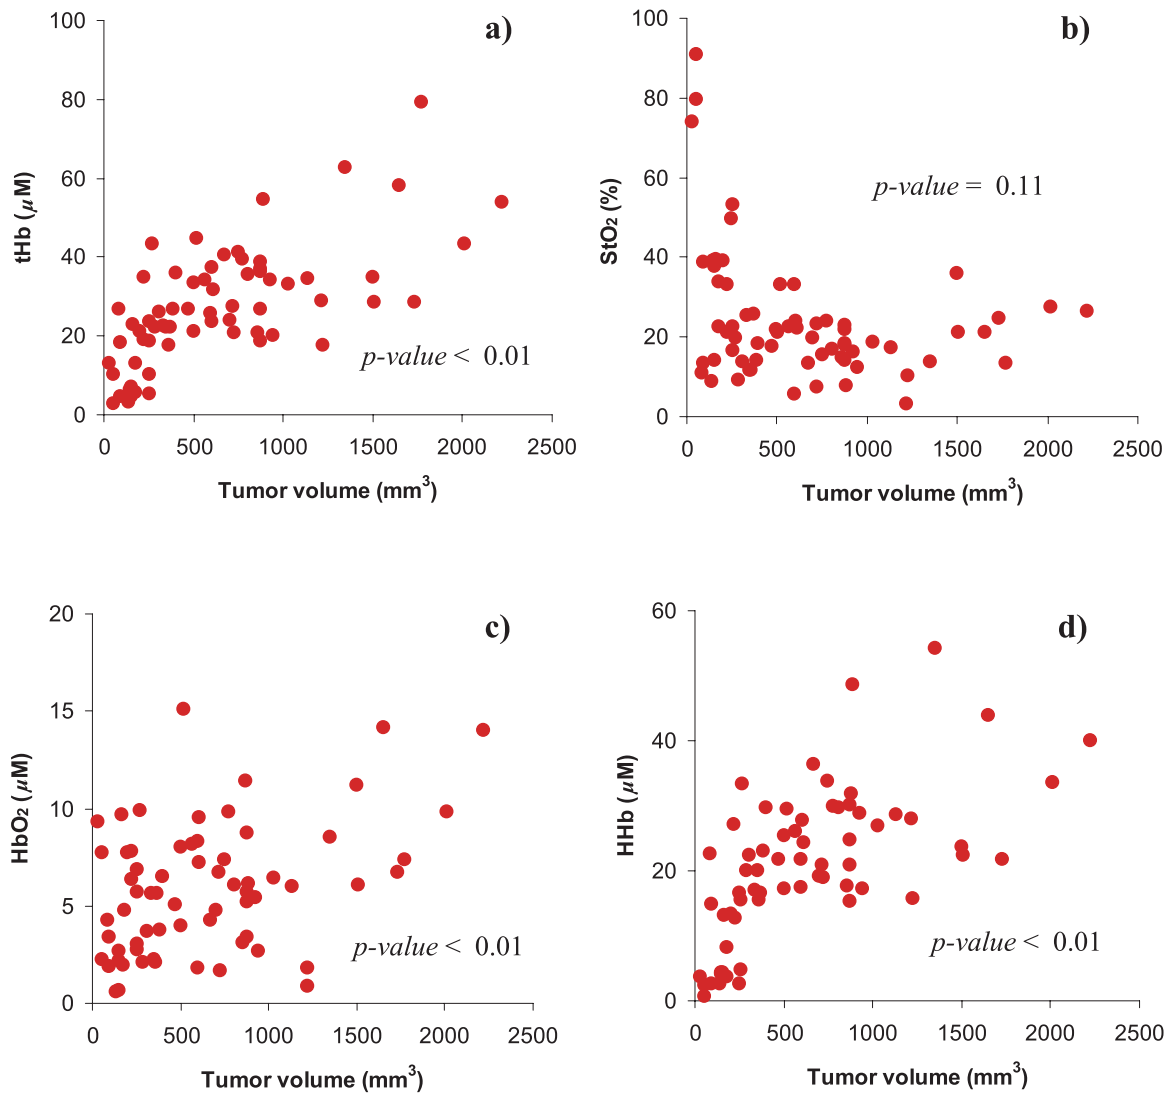 a)
100
80
60
40
20
0
tHb (μM)
p-value < 0.01
0 500 1000 1500 2000 2500
Tumor volume (mm³)
b)
100
80
60
40
20
0
StO₂ (%)
p-value = 0.11
0 500 1000 1500 2000 2500
Tumor volume (mm³)
c)
20
15
10
5
0
HbO₂ (μM)
p-value < 0.01
0 500 1000 1500 2000 2500
Tumor volume (mm³)
d)
60
40
20
0
HHb (μM)
p-value < 0.01
0 500 1000 1500 2000 2500
Tumor volume (mm³)